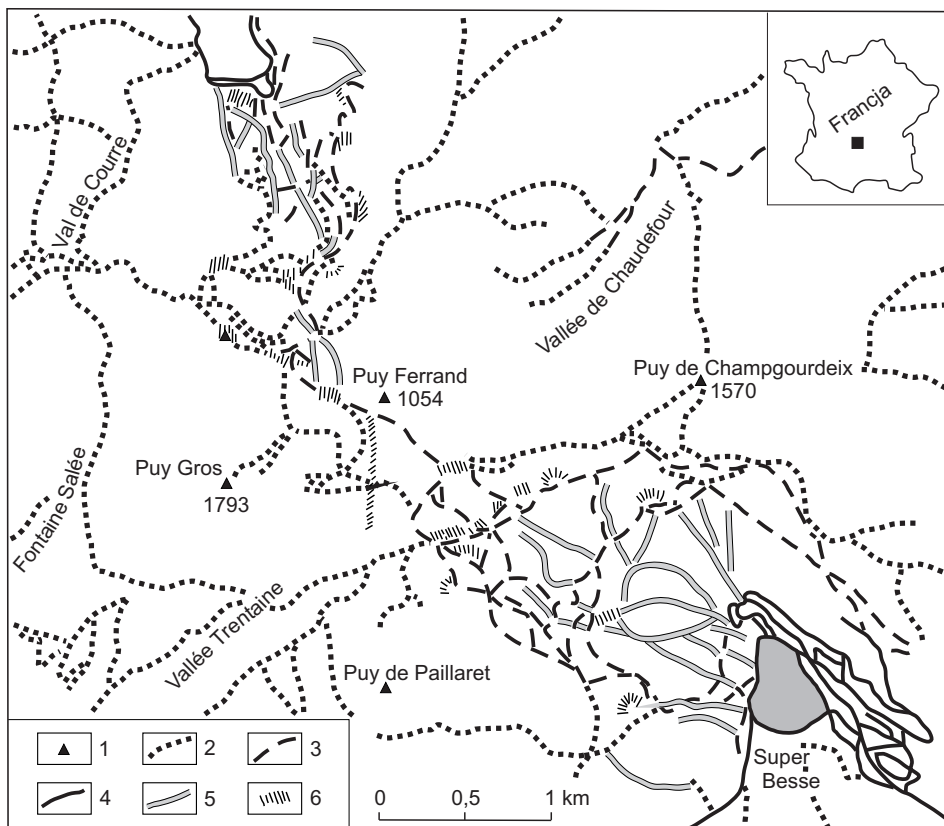 Francja
Val de Courre
Vallée de Chaudefour
Puy de Champgourdeix
1570
Puy Ferrand
1054
Puy Gros
1793
Fontaine Salée
Vallée Trentaine
Puy de Paillaret
Super
Besse
1 2 3
4 5 6
0 0,5 1 km